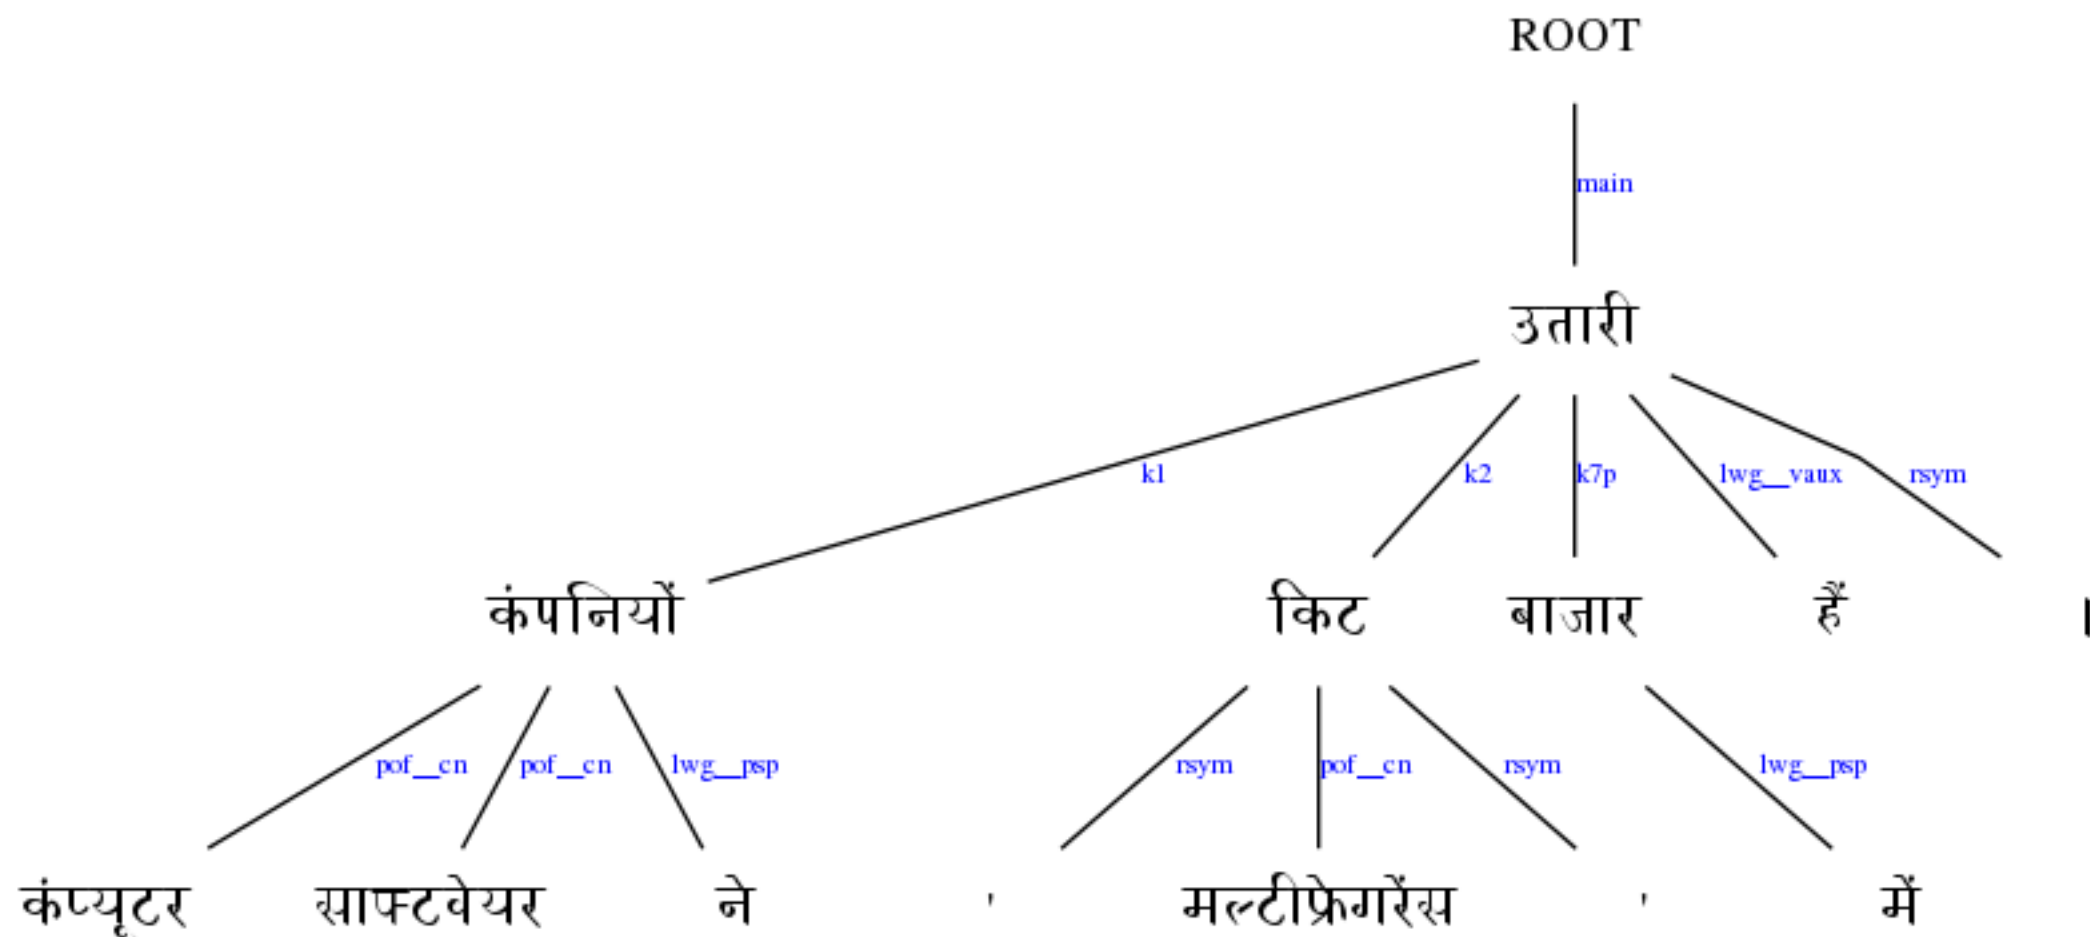 ROOT
main
उतारी
k1 k2 k7p lwg__vaux rsym
कंपनियों किट बाजार हैं ।
pof__cn pof__cn lwg__psp rsym pof__cn rsym lwg__psp
कंप्यूटर साफ्टवेयर ने ' मल्टीफ्रेगरेंस ' में